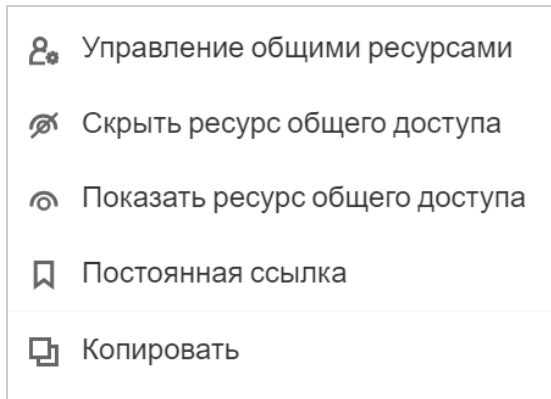 Управление общими ресурсами
Скрыть ресурс общего доступа
Показать ресурс общего доступа
Постоянная ссылка
Копировать